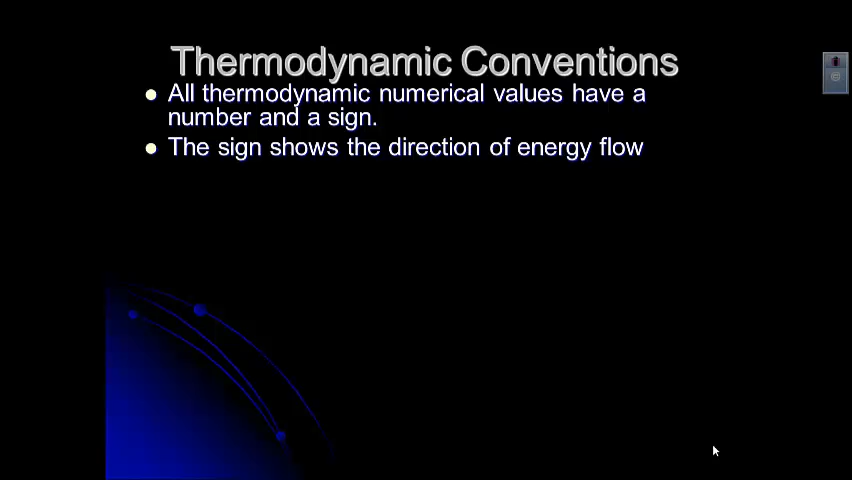 Thermodynamic Conventions
All thermodynamic numerical values have a
number and a sign.
The sign shows the direction of energy flow